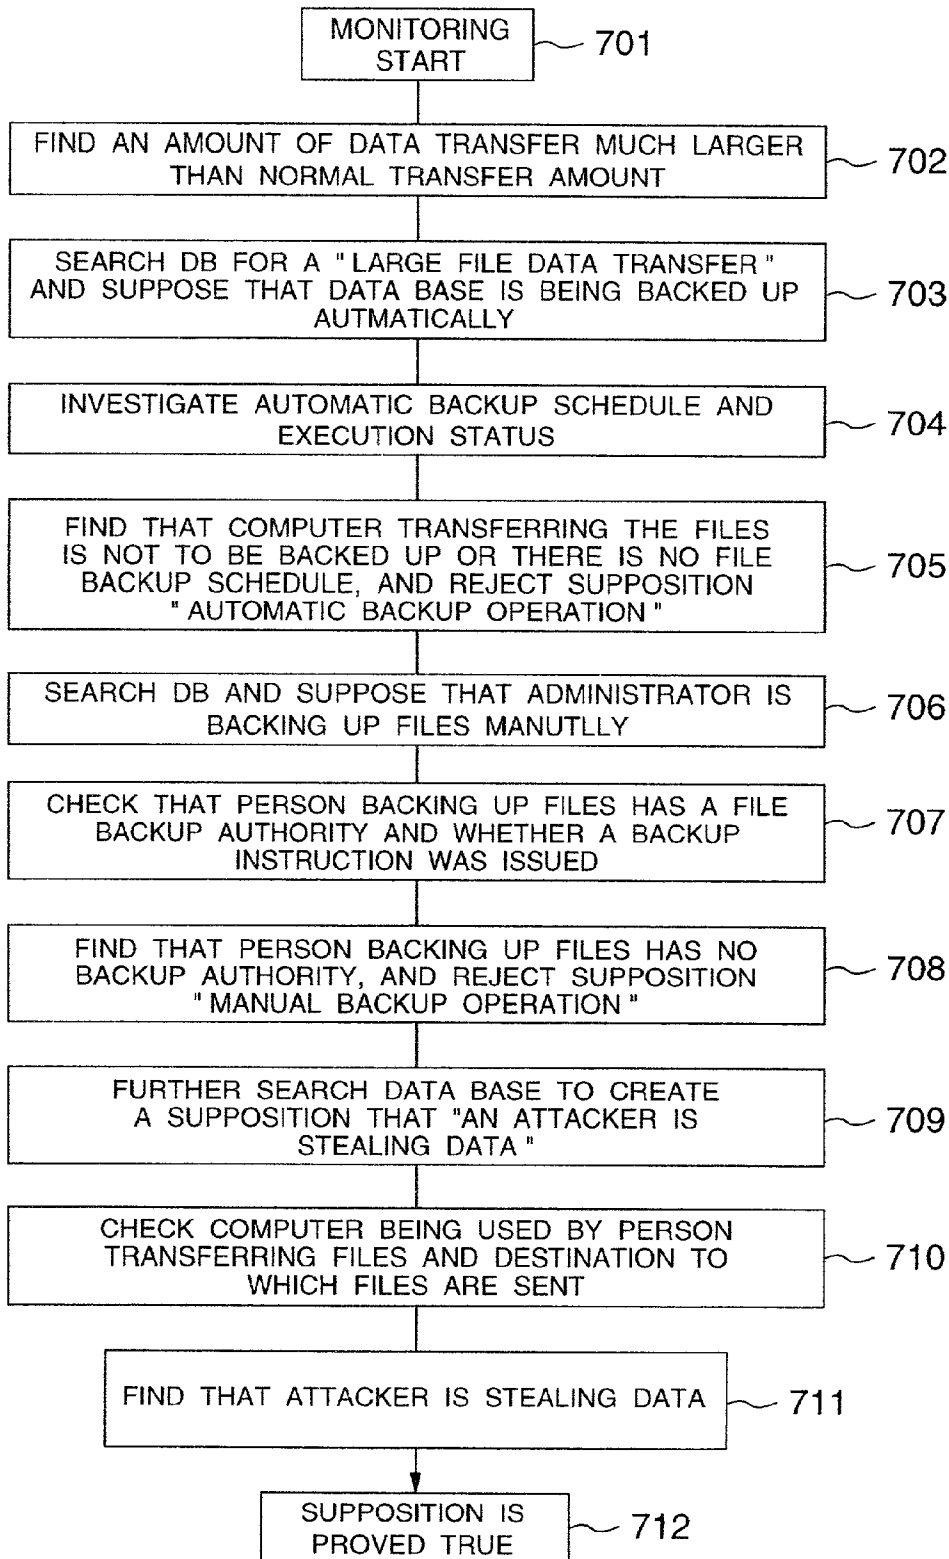 MONITORING
START
701
FIND AN AMOUNT OF DATA TRANSFER MUCH LARGER
THAN NORMAL TRANSFER AMOUNT
702
SEARCH DB FOR A "LARGE FILE DATA TRANSFER"
AND SUPPOSE THAT DATA BASE IS BEING BACKED UP
AUTMATICALLY
703
INVESTIGATE AUTOMATIC BACKUP SCHEDULE AND
EXECUTION STATUS
704
FIND THAT COMPUTER TRANSFERRING THE FILES
IS NOT TO BE BACKED UP OR THERE IS NO FILE
BACKUP SCHEDULE, AND REJECT SUPPOSITION
"AUTOMATIC BACKUP OPERATION"
705
SEARCH DB AND SUPPOSE THAT ADMINISTRATOR IS
BACKING UP FILES MANUTLLY
706
CHECK THAT PERSON BACKING UP FILES HAS A FILE
BACKUP AUTHORITY AND WHETHER A BACKUP
INSTRUCTION WAS ISSUED
707
FIND THAT PERSON BACKING UP FILES HAS NO
BACKUP AUTHORITY, AND REJECT SUPPOSITION
"MANUAL BACKUP OPERATION"
708
FURTHER SEARCH DATA BASE TO CREATE
A SUPPOSITION THAT "AN ATTACKER IS
STEALING DATA"
709
CHECK COMPUTER BEING USED BY PERSON
TRANSFERRING FILES AND DESTINATION TO
WHICH FILES ARE SENT
710
FIND THAT ATTACKER IS STEALING DATA
711
SUPPOSITION IS
PROVED TRUE
712